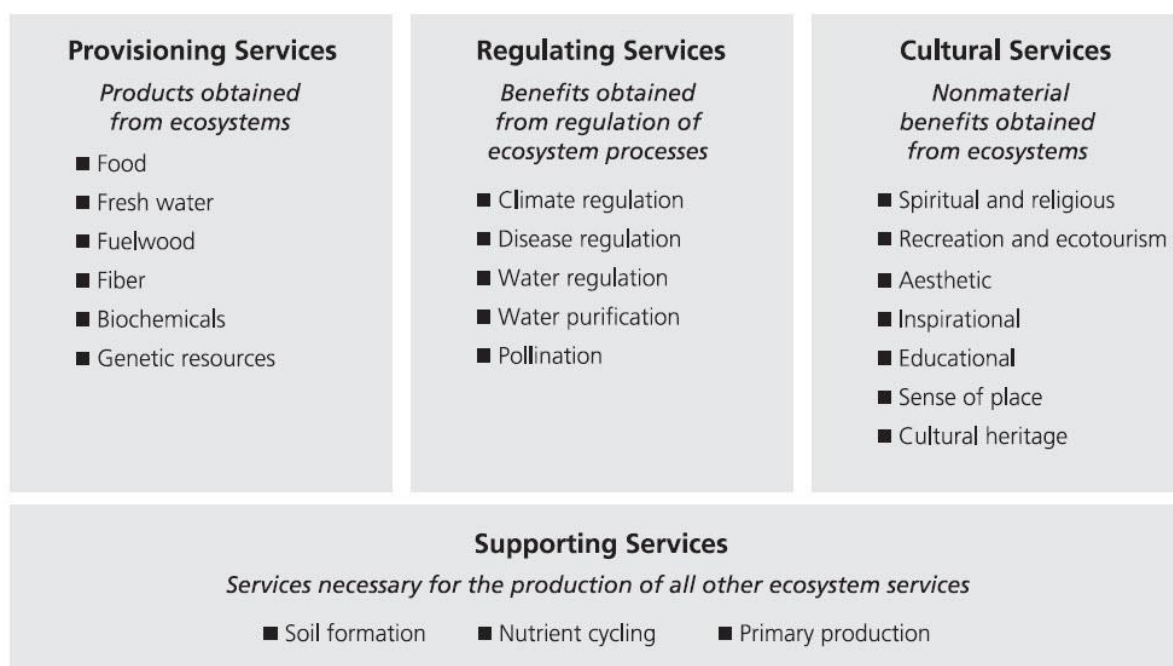 Provisioning Services
Products obtained
from ecosystems
■ Food
■ Fresh water
■ Fuelwood
■ Fiber
■ Biochemicals
■ Genetic resources
Regulating Services
Benefits obtained
from regulation of
ecosystem processes
■ Climate regulation
■ Disease regulation
■ Water regulation
■ Water purification
■ Pollination
Cultural Services
Nonmaterial
benefits obtained
from ecosystems
■ Spiritual and religious
■ Recreation and ecotourism
■ Aesthetic
■ Inspirational
■ Educational
■ Sense of place
■ Cultural heritage
Supporting Services
Services necessary for the production of all other ecosystem services
■ Soil formation ■ Nutrient cycling ■ Primary production